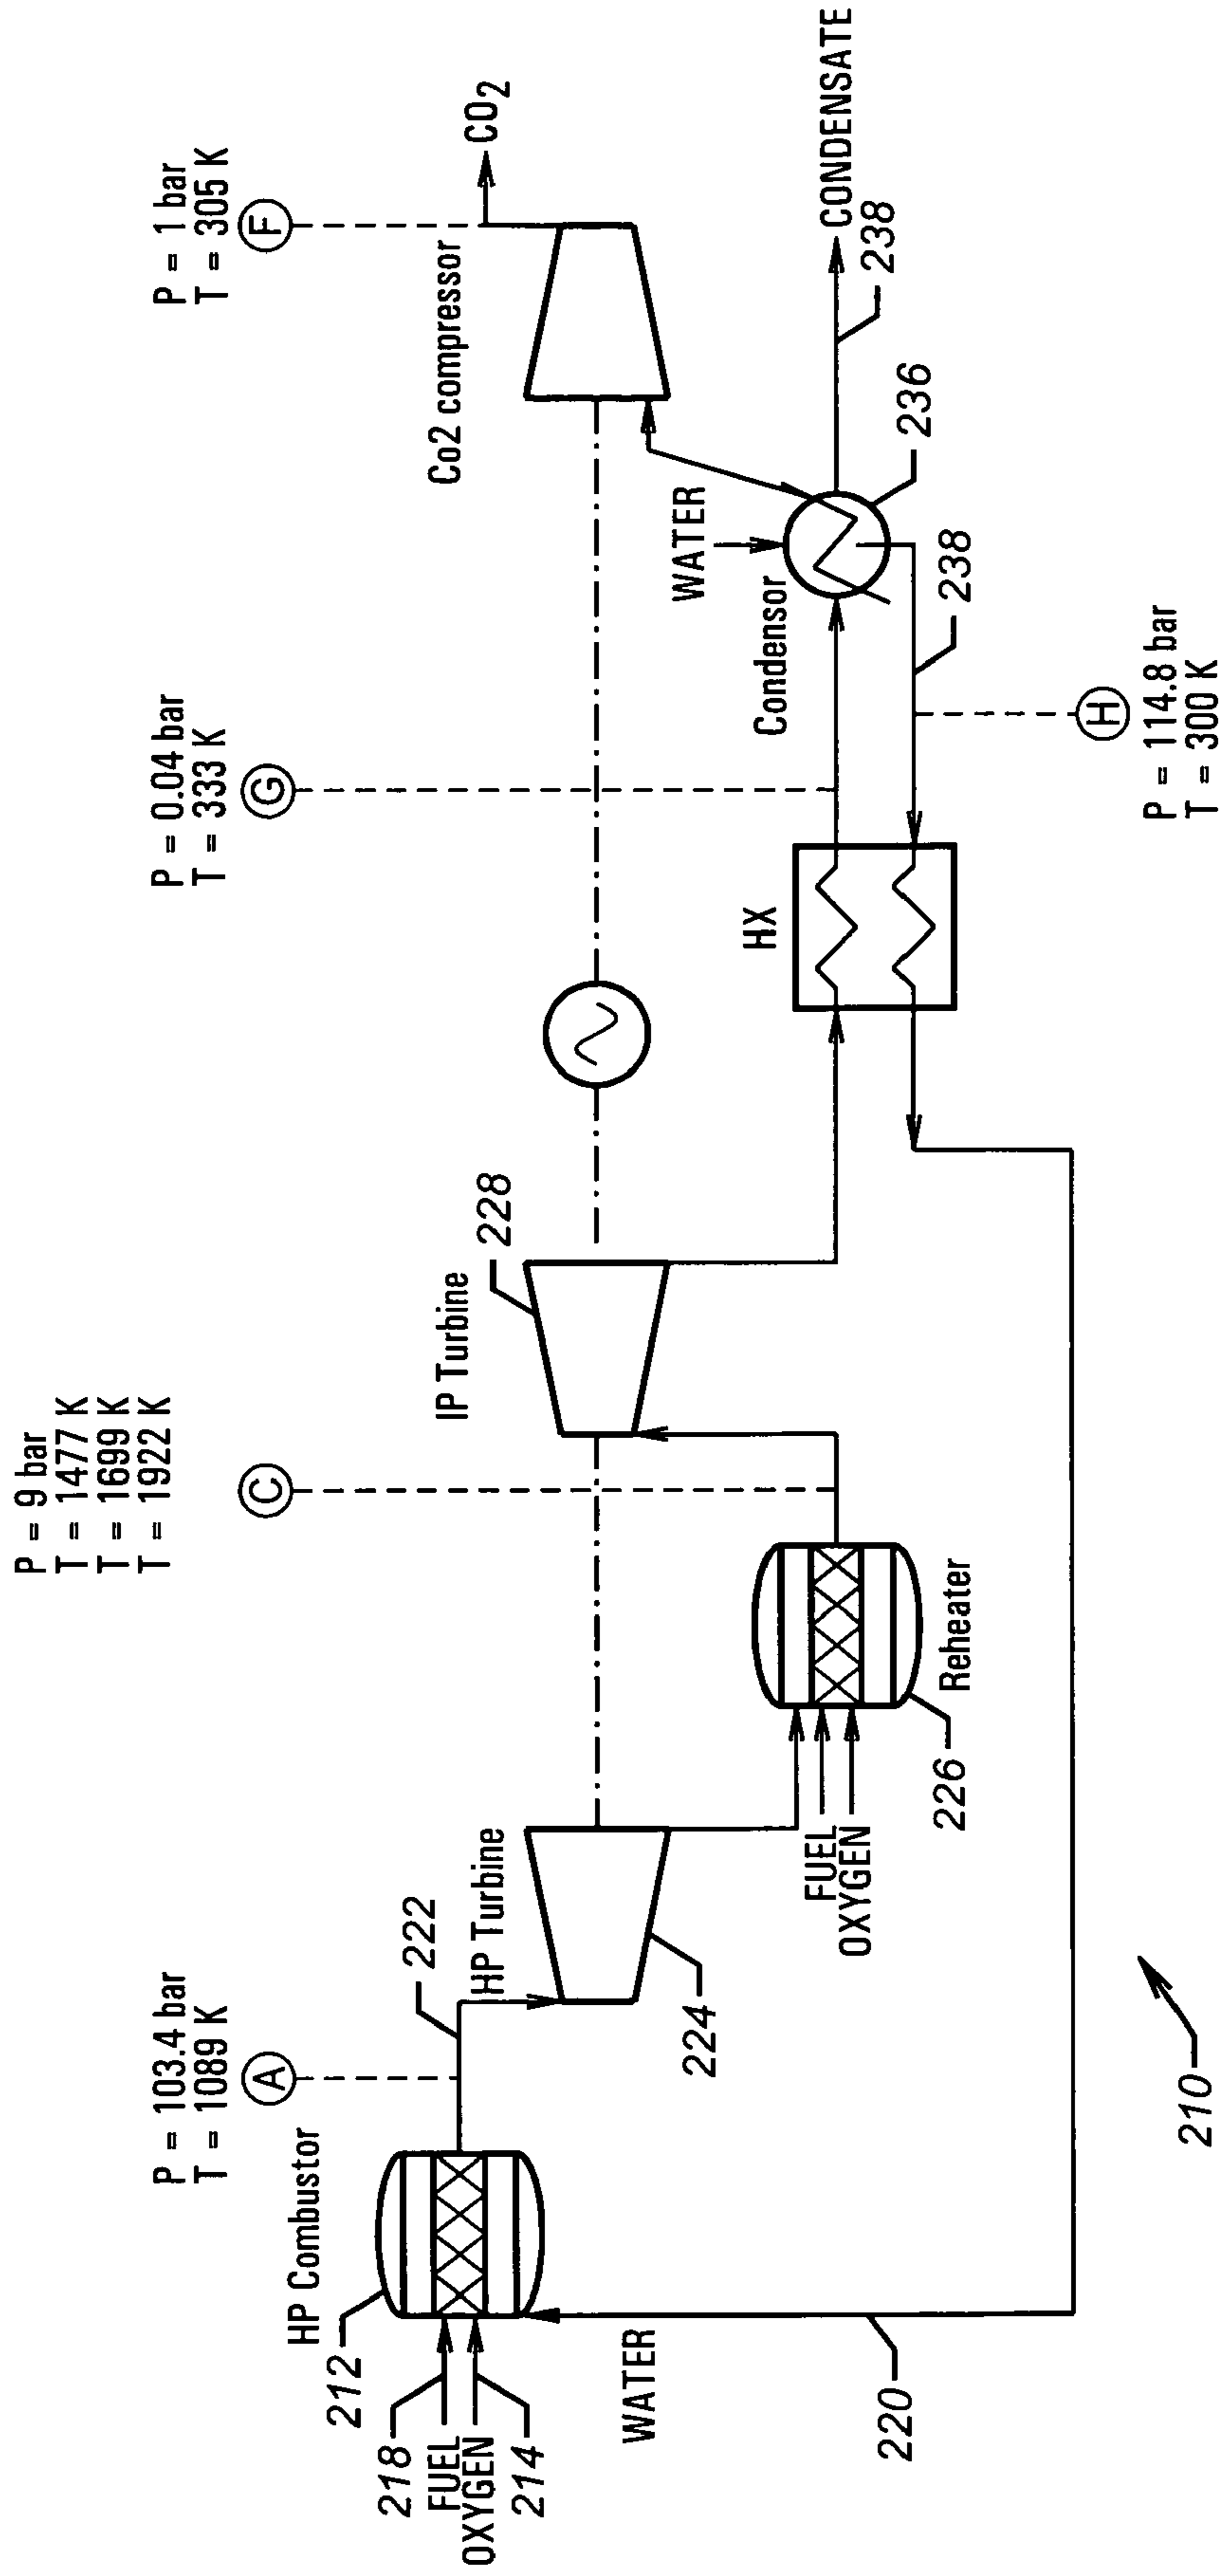 P = 9 bar
T = 1477 K
T = 1699 K
T = 1922 K
P = 103.4 bar
T = 1089 K
P = 0.04 bar
T = 333 K
P = 1 bar
T = 305 K
A
C
G
F
HP Combustor
212
218
FUEL
OXYGEN
214
222
HP Turbine
224
IP Turbine
228
Co2 compressor
CO2
FUEL
OXYGEN
226
Reheater
HX
Condensor
WATER
236
CONDENSATE
238
238
WATER
220
H
P = 114.8 bar
T = 300 K
210